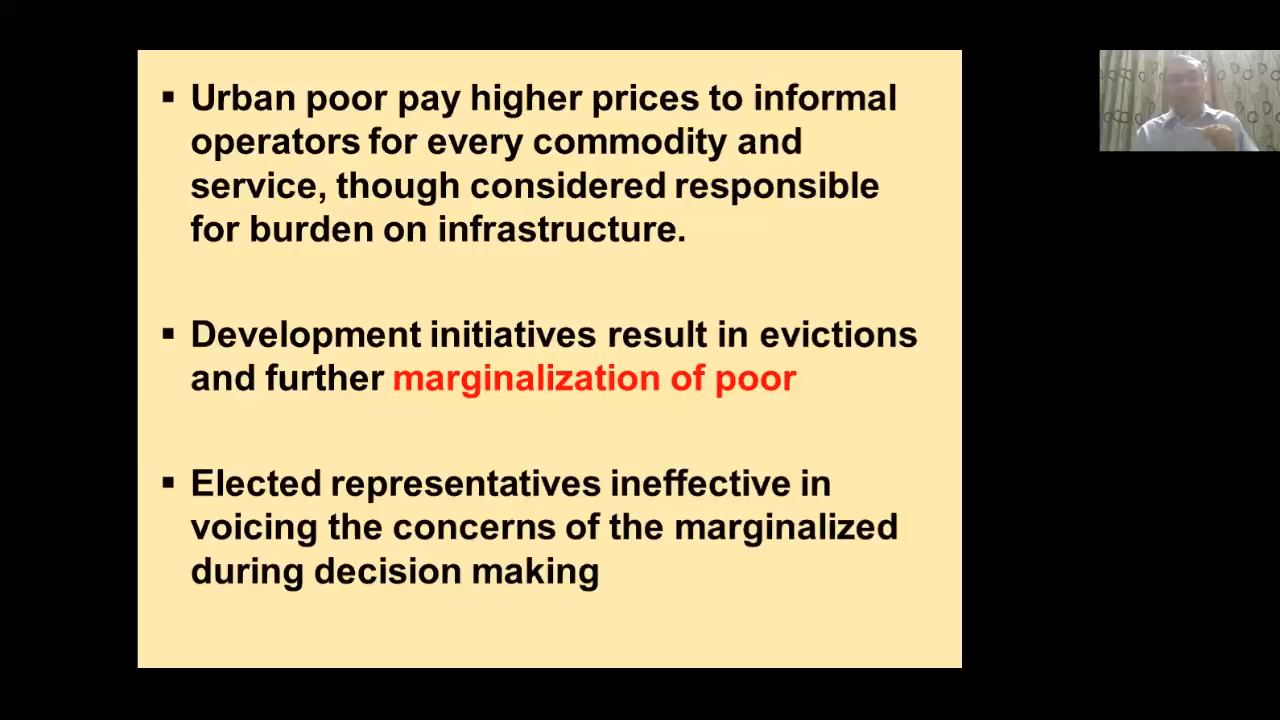 ▪ Urban poor pay higher prices to informal
operators for every commodity and
service, though considered responsible
for burden on infrastructure.
▪ Development initiatives result in evictions
and further marginalization of poor
▪ Elected representatives ineffective in
voicing the concerns of the marginalized
during decision making